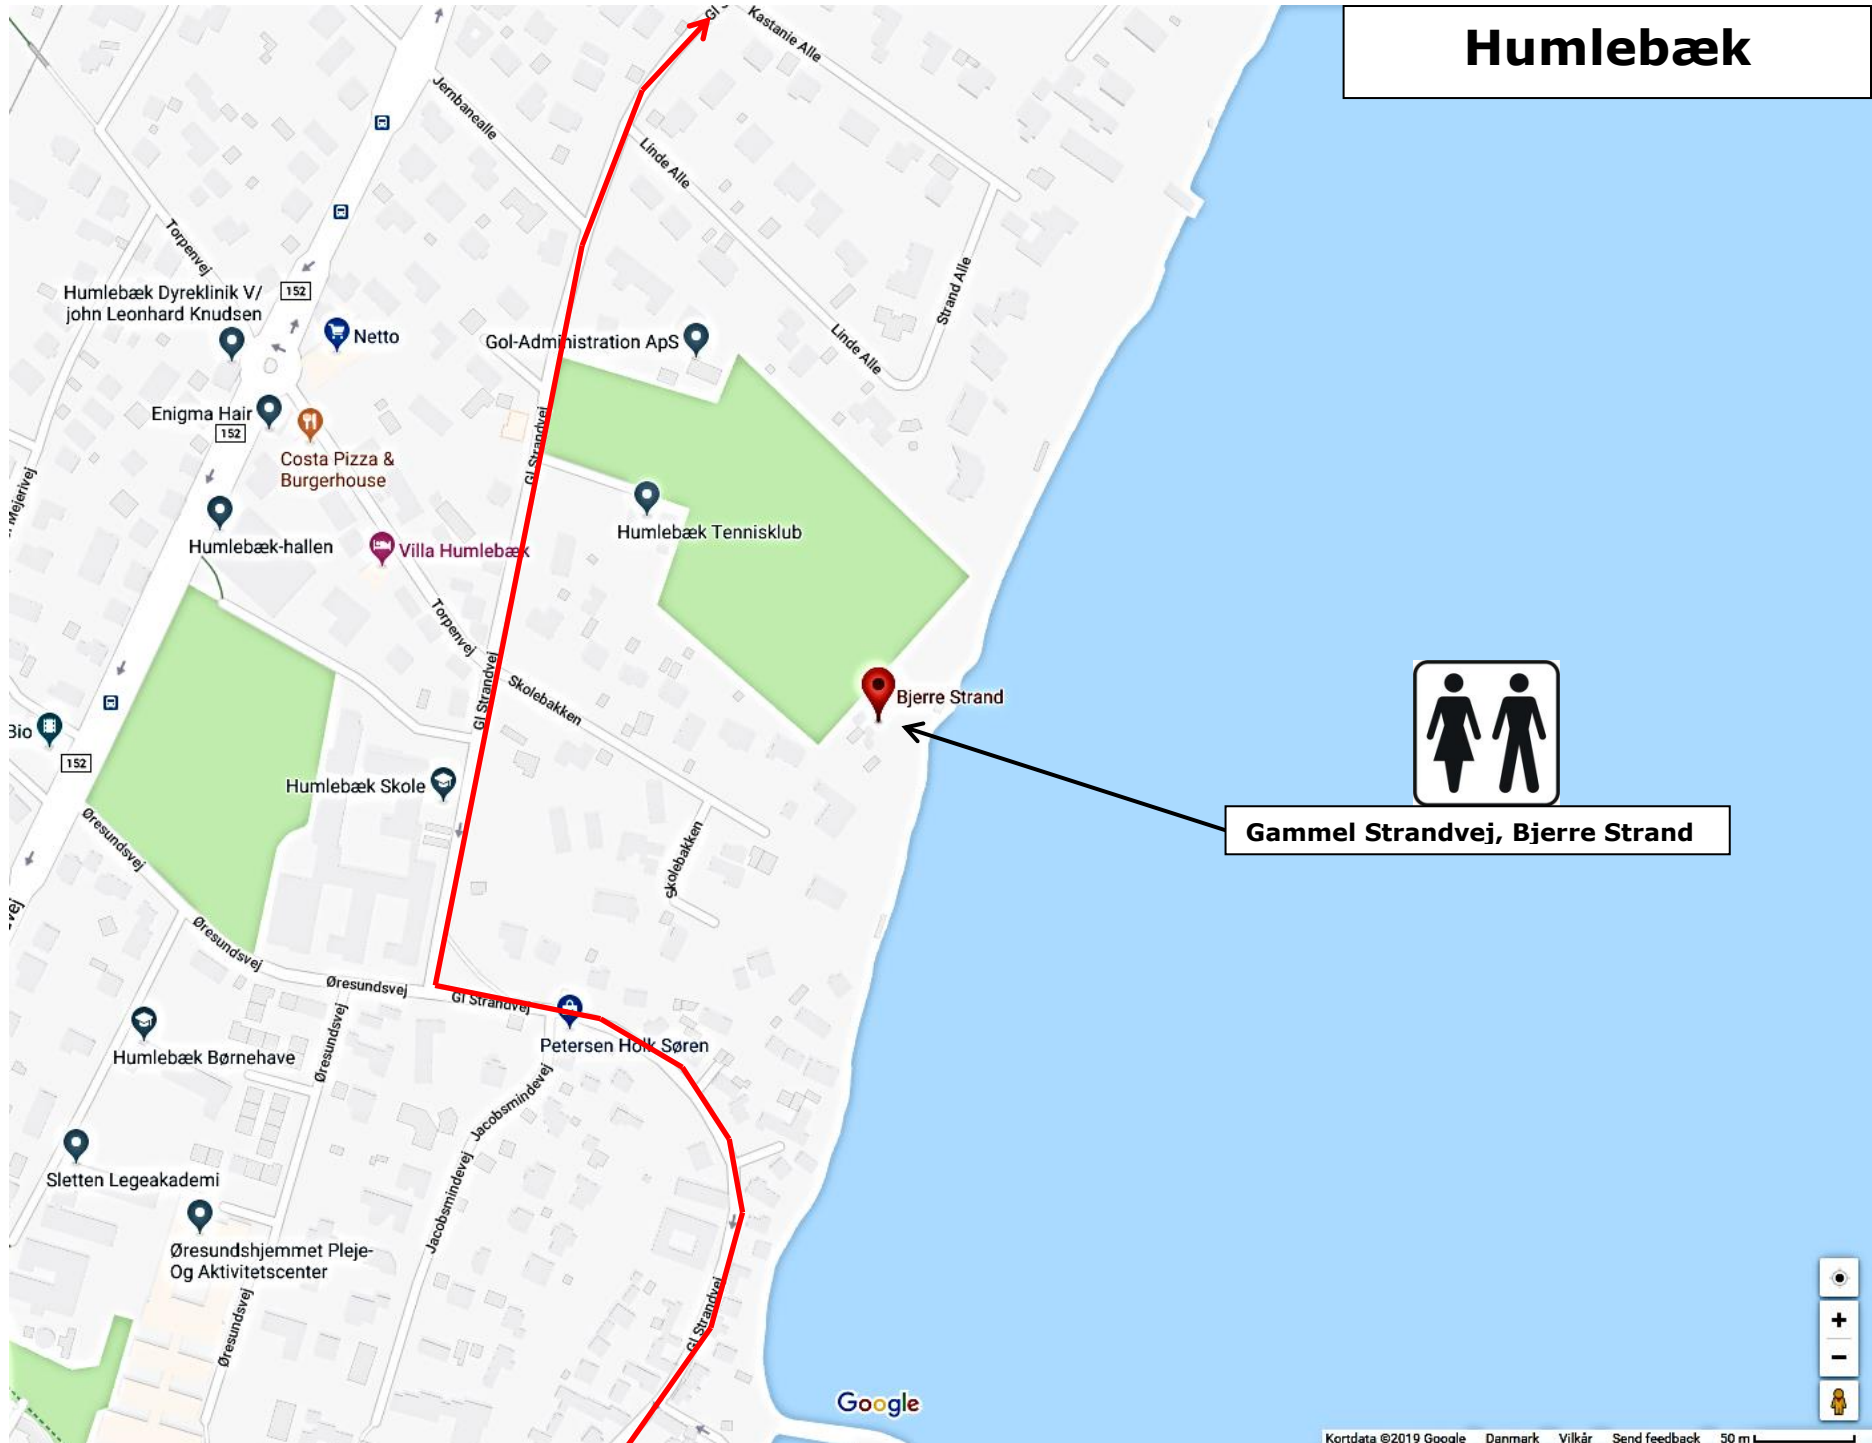 Humlebæk
Kastanie Alle
Jernbanealle
Linde Alle
Torpenvej
Strand Alle
Humlebæk Dyreklinik V/
john Leonhard Knudsen
152
Netto
Gol-Administration ApS
Linde Alle
Enigma Hair
152
Gl Strandvej
Costa Pizza &
Burgerhouse
Mejerivej
Humlebæk Tennisklub
Humlebæk-hallen
Villa Humlebæk
Torpenvej
Gl Strandvej
Skolebakken
Bjerre Strand
Bio
152
Humlebæk Skole
Gammel Strandvej, Bjerre Strand
Øresundsvej
Skolebakken
Øresundsvej
Øresundsvej
Gl Strandvej
Petersen Holk Søren
Humlebæk Børnehave
Øresundsvej
Jacobsmindevej
Sletten Legeakademi
Jacobsmindevej
Øresundshjemmet Pleje-
Og Aktivitetscenter
Øresundsvej
Gl Strandvej
Google
Kortdata ©2019 Google Danmark Vilkår Send feedback 50 m